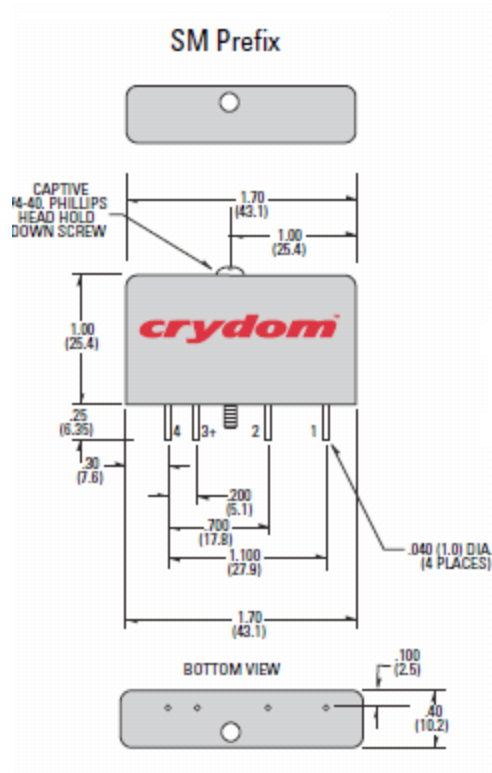 SM Prefix
CAPTIVE
#4-40, PHILLIPS
HEAD HOLD
DOWN SCREW
1.70
(43.1)
1.00
(25.4)
1.00
(25.4)
crydom™
.25
(6.35)
4 3+ 2 1
.30
(7.6)
.200
(5.1)
.700
(17.8)
1.100
(27.9)
.040 (1.0) DIA.
(4 PLACES)
1.70
(43.1)
BOTTOM VIEW
.100
(2.5)
.40
(10.2)